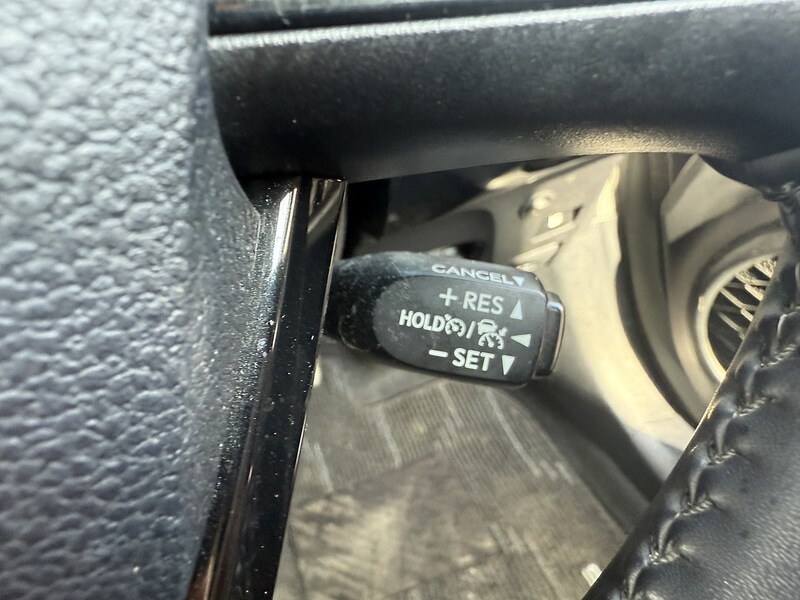 CANCEL▼
+RES ▲
HOLD / ◀
−SET ▼